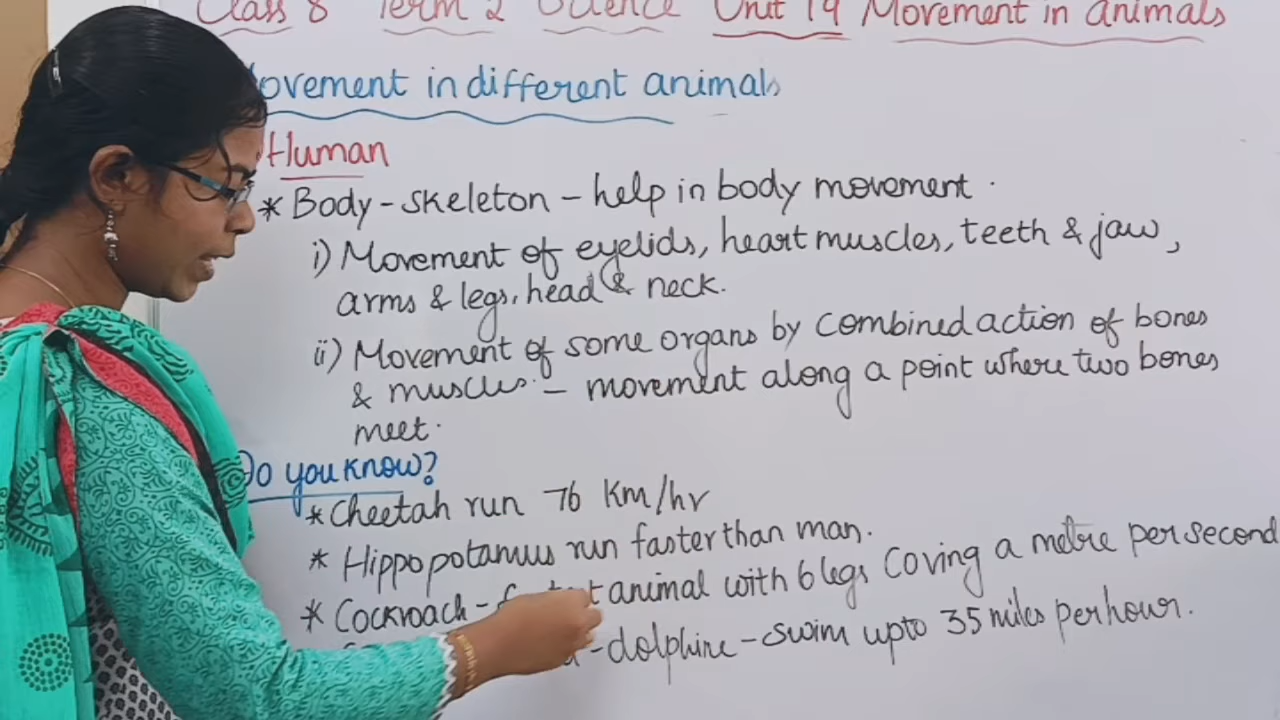 Class 8 Term 2 Science Unit 19 Movement in animals
ovement in different animals
Human
* Body - skeleton - help in body movement.
i) Movement of eyelids, heart muscles, teeth & jaw,
arms & legs, head & neck.
ii) Movement of some organs by combined action of bones
& muscles. - movement along a point where two bones
meet.
Do you know?
* Cheetah run 76 Km/hr
* Hippopotamus run faster than man.
* Cockroach - animal with 6 legs Coving a metre per second
- dolphine - swim upto 35 miles per hour.